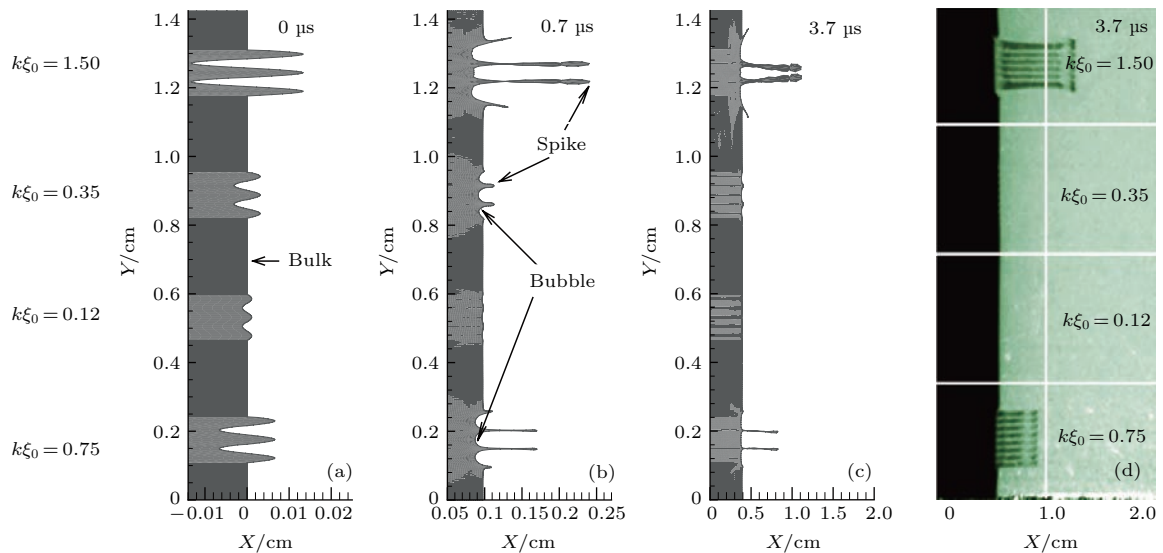 kξ₀ = 1.50
kξ₀ = 0.35
kξ₀ = 0.12
kξ₀ = 0.75
0 µs
Y/cm
1.4
1.2
1.0
0.8
0.6
0.4
0.2
0
Bulk
(a)
−0.01 0 0.01 0.02
X/cm
0.7 µs
Y/cm
1.4
1.2
1.0
0.8
0.6
0.4
0.2
0
Spike
Bubble
(b)
0.05 0.1 0.15 0.2 0.25
X/cm
3.7 µs
Y/cm
1.4
1.2
1.0
0.8
0.6
0.4
0.2
0
(c)
0 0.5 1.0 1.5 2.0
X/cm
3.7 µs
kξ₀ = 1.50
kξ₀ = 0.35
kξ₀ = 0.12
kξ₀ = 0.75
(d)
0 1.0 2.0
X/cm